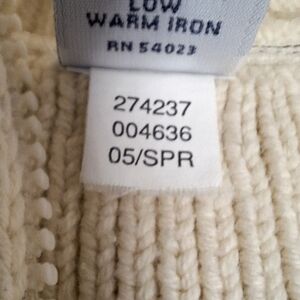 LOW
WARM IRON
RN 54023
274237
004636
05/SPR